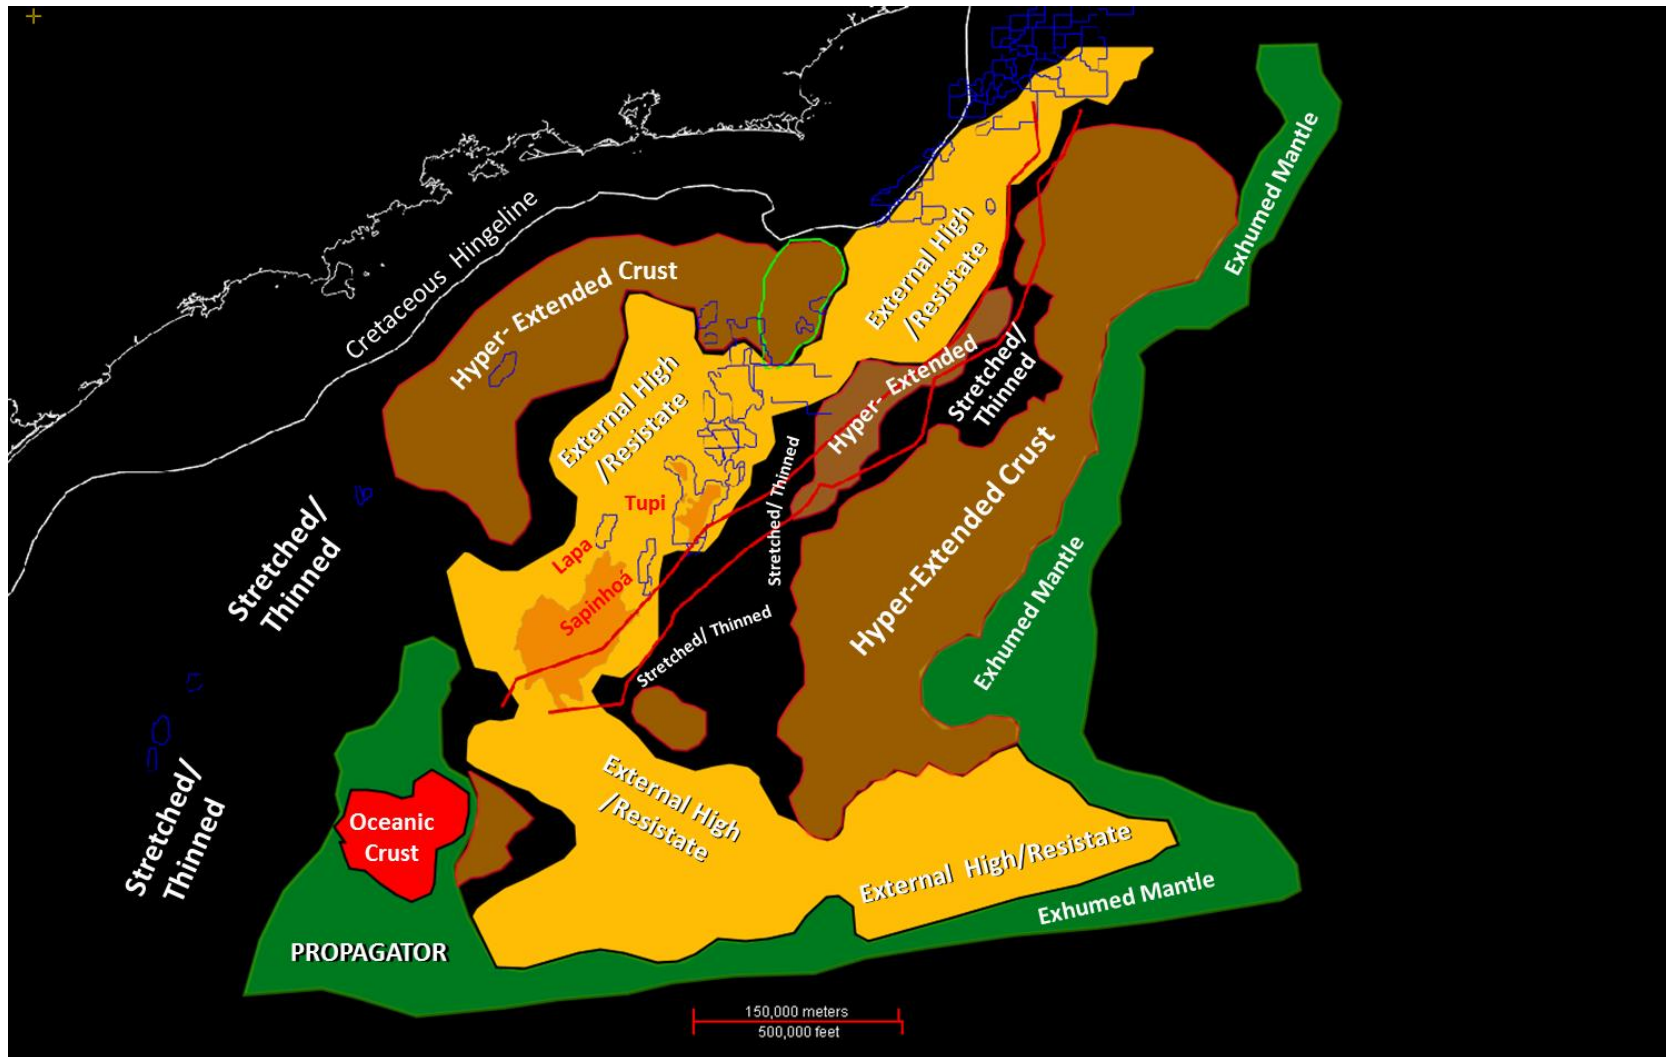 Cretaceous Hingeline
Hyper- Extended Crust
External High
/Resistate
Exhumed Mantle
External High
/Resistate
Hyper- Extended
Stretched/
Thinned
Stretched/ Thinned
Tupi
Lapa
Sapinhoá
Stretched/
Thinned
Hyper-Extended Crust
Exhumed Mantle
Stretched/ Thinned
Stretched/
Thinned
External High
/Resistate
Oceanic
Crust
External High/Resistate
Exhumed Mantle
PROPAGATOR
150,000 meters
500,000 feet